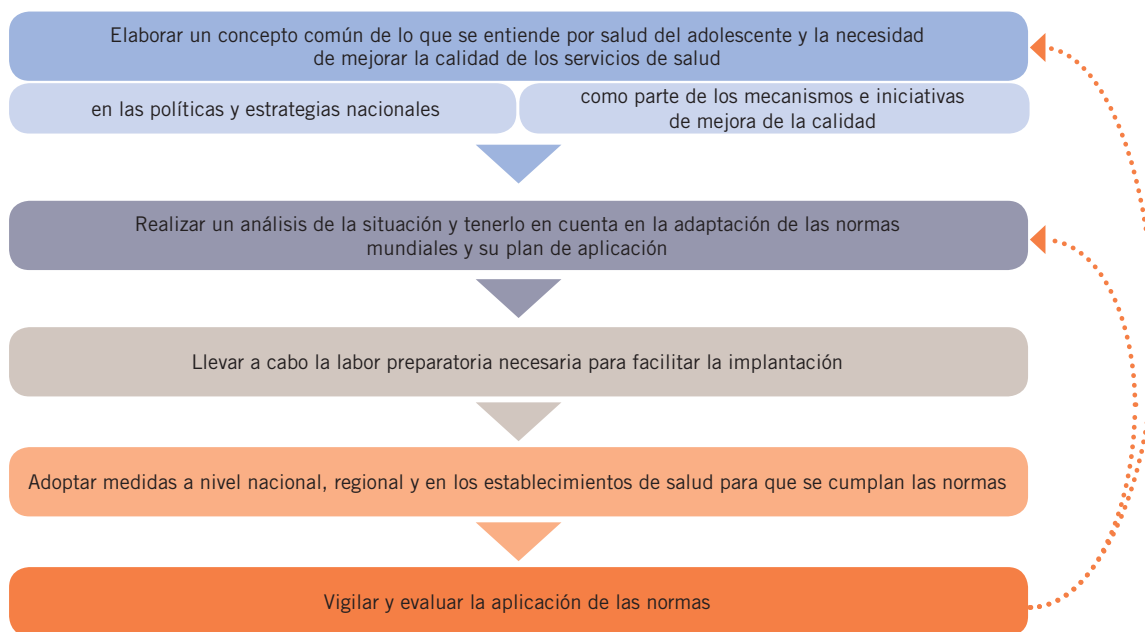 Elaborar un concepto común de lo que se entiende por salud del adolescente y la necesidad
de mejorar la calidad de los servicios de salud
en las políticas y estrategias nacionales
como parte de los mecanismos e iniciativas
de mejora de la calidad
Realizar un análisis de la situación y tenerlo en cuenta en la adaptación de las normas
mundiales y su plan de aplicación
Llevar a cabo la labor preparatoria necesaria para facilitar la implantación
Adoptar medidas a nivel nacional, regional y en los establecimientos de salud para que se cumplan las normas
Vigilar y evaluar la aplicación de las normas